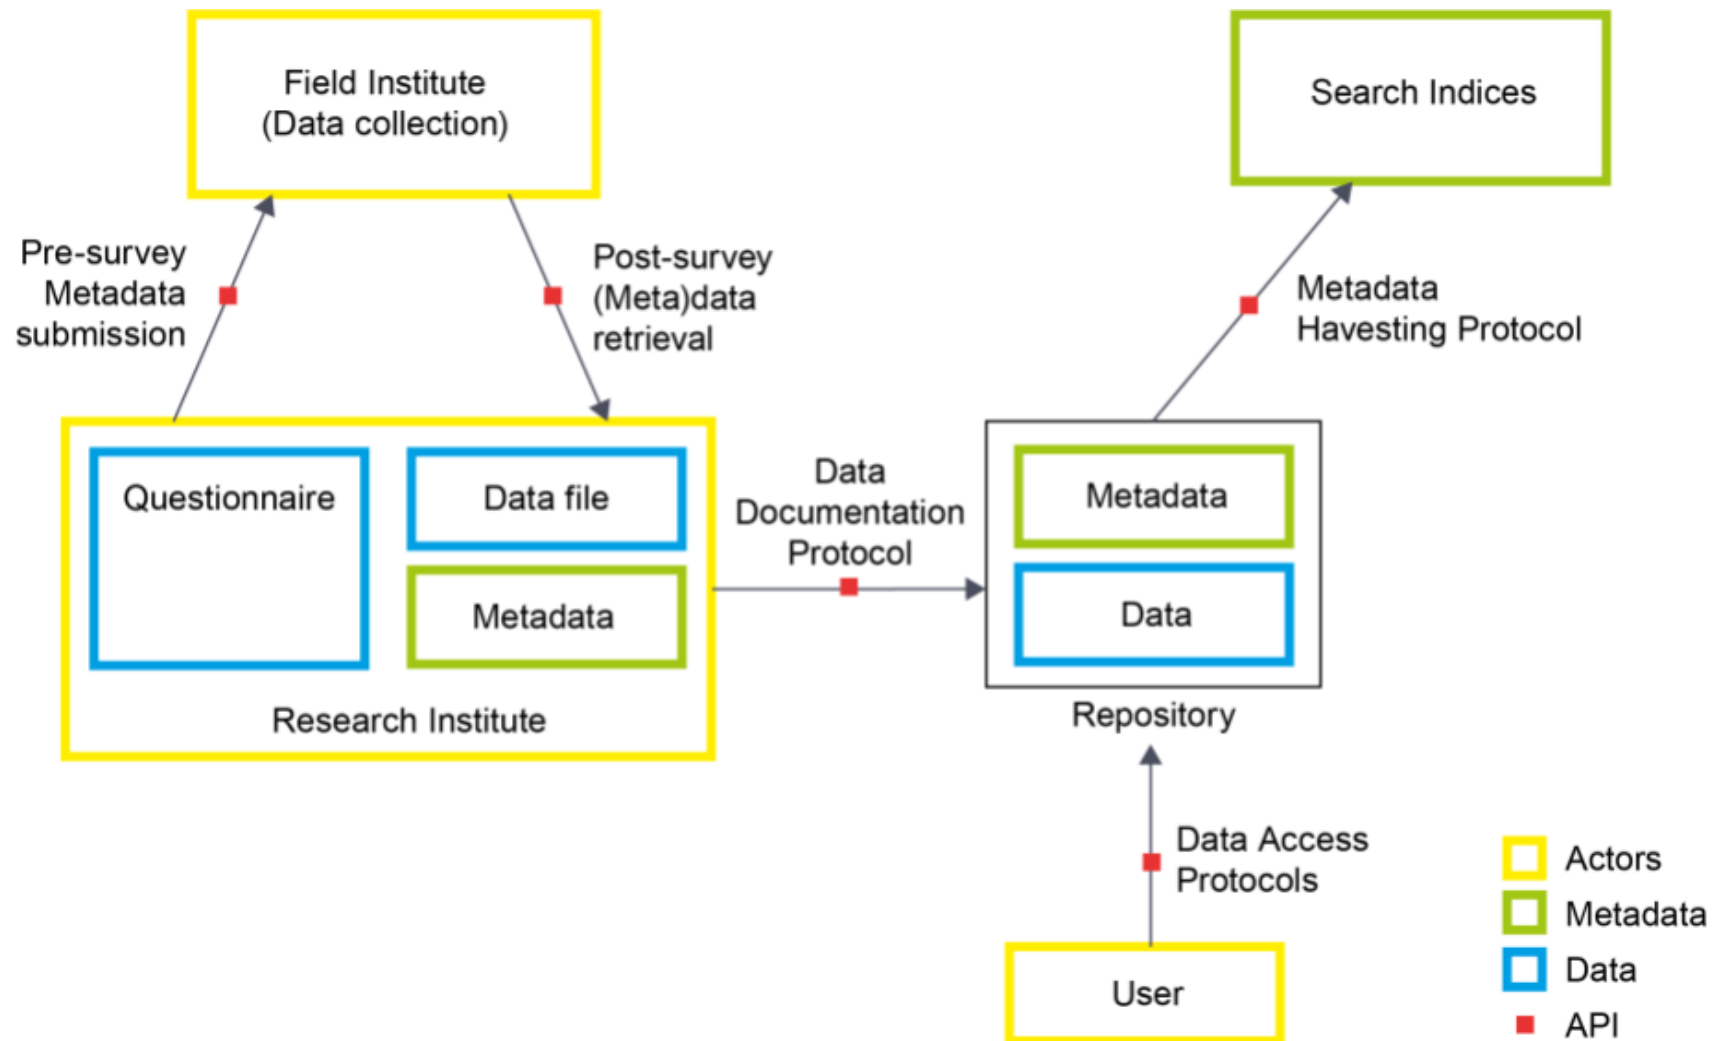 Field Institute
(Data collection)
Search Indices
Pre-survey
Metadata
submission
Post-survey
(Meta)data
retrieval
Metadata
Havesting Protocol
Questionnaire
Data file
Metadata
Research Institute
Data
Documentation
Protocol
Metadata
Data
Repository
Data Access
Protocols
User
Actors
Metadata
Data
API